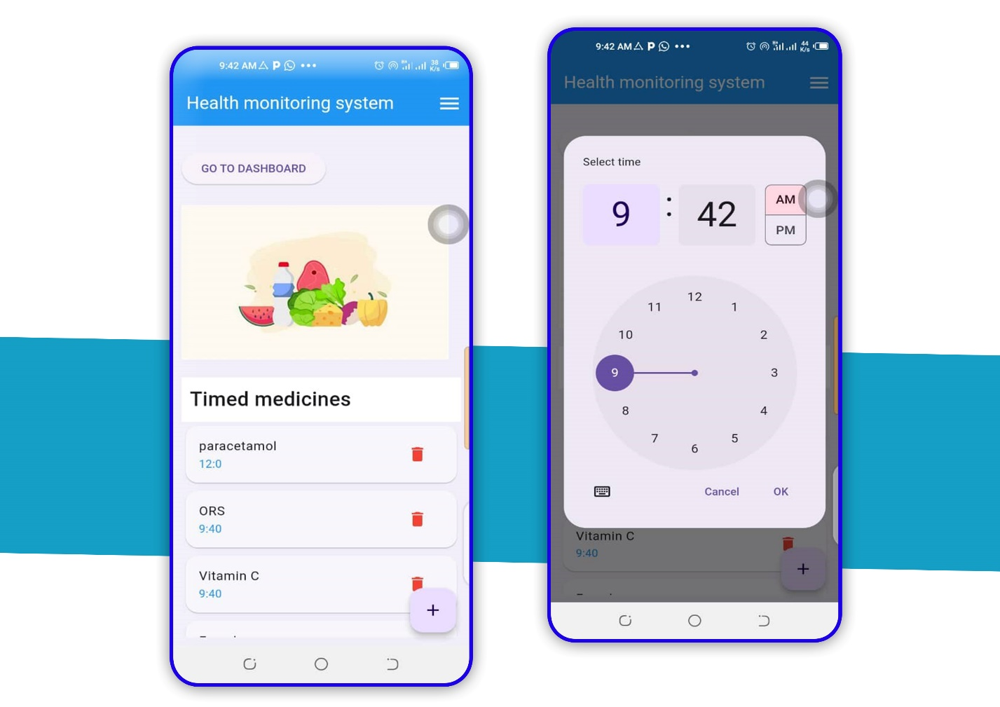 9:42 AM
38
K/s
Health monitoring system
GO TO DASHBOARD
Timed medicines
paracetamol
12:0
ORS
9:40
Vitamin C
9:40
+
9:42 AM
44
K/s
Health monitoring system
Select time
9 : 42
AM
PM
12
11
1
10
2
9
3
8
4
7
5
6
Cancel
OK
Vitamin C
9:40
+